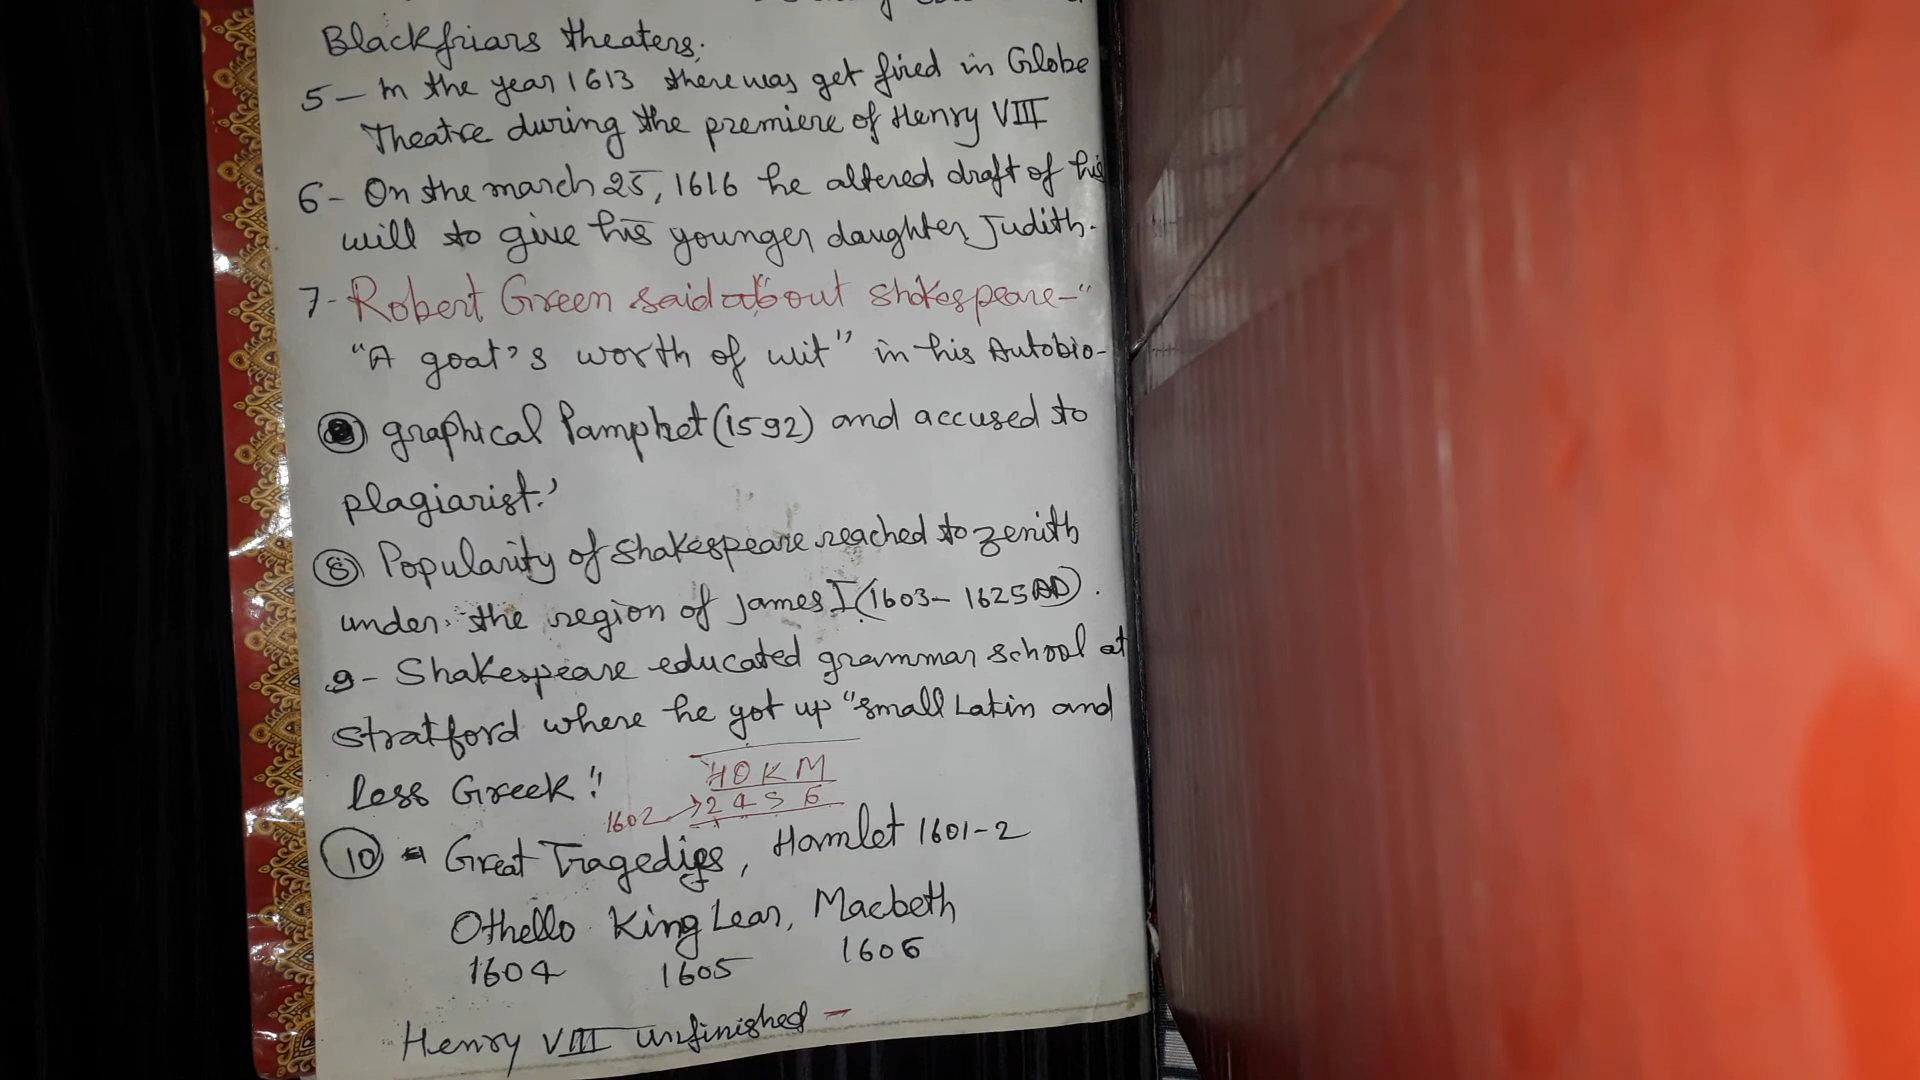 Blackfriars theaters.
5- In the year 1613 there was get fired in Globe
Theatre during the premiere of Henry VIII
6- On the march 25, 1616 he altered draft of his
will to give his younger daughter Judith.
7- Robert Green said about shakespeare-"
"A goat's worth of wit" in his Autobio-
graphical Pamphet (1592) and accused to
plagiarist.'
8 Popularity of Shakespeare reached to zenith
under the region of James I (1603- 1625 AD).
9- Shakespeare educated grammar school at
stratford where he got up "small Latin and
less Greek"
HOKM
1602 → 2 4 5 6
10 - Great Tragedies, Hamlet 1601-2
Othello King Lear, Macbeth
1604 1605 1606
Henry VIII unfinished -